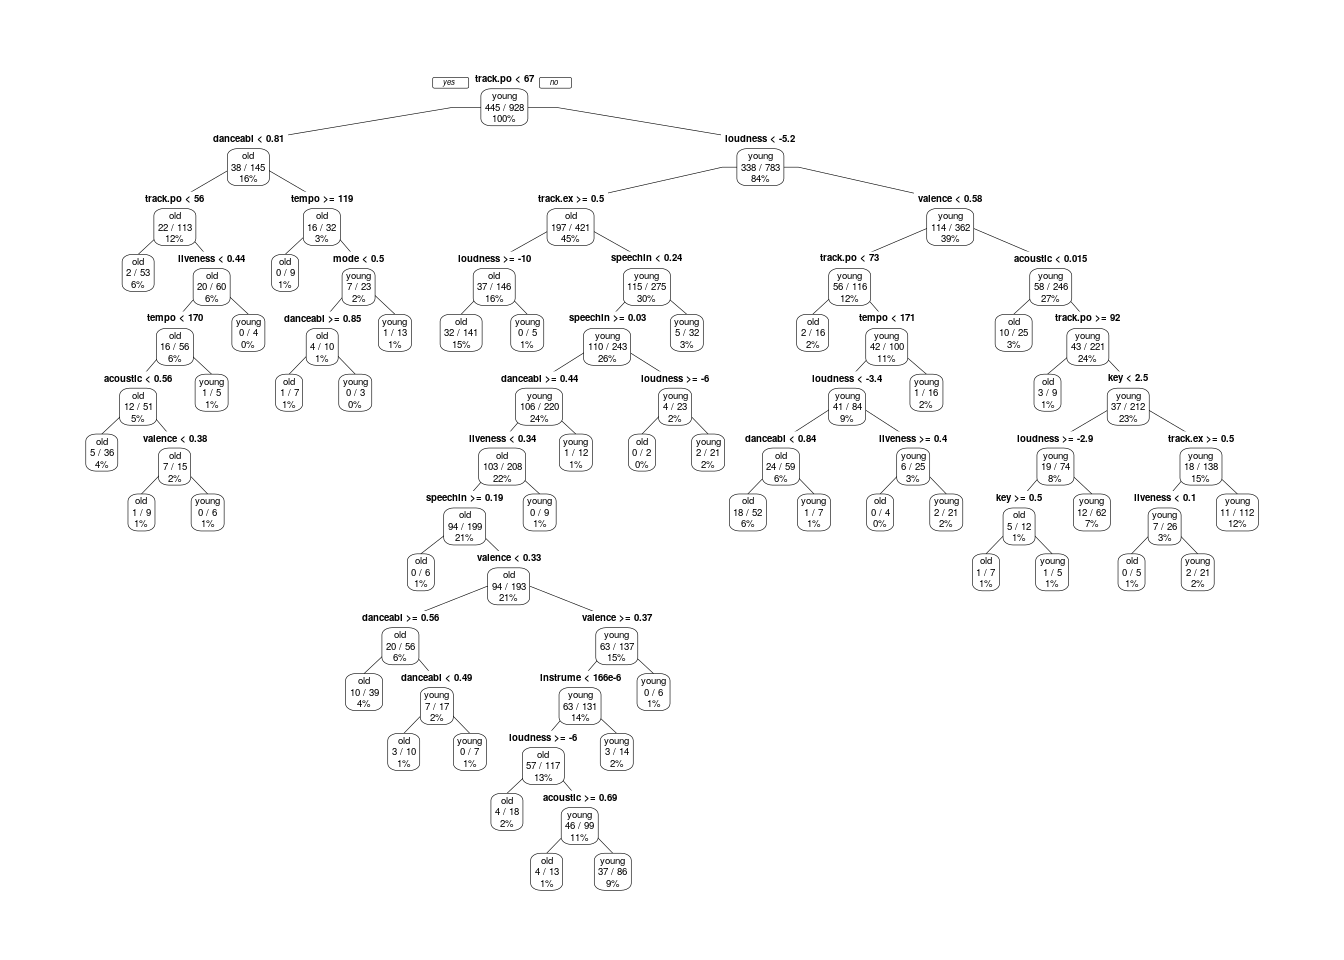 yes track.po < 67 no
young
445 / 928
100%
danceabl < 0.81 loudness < -5.2
old young
38 / 145 338 / 783
16% 84%
track.po < 56 tempo >= 119 track.ex >= 0.5 valence < 0.58
old old old young
22 / 113 16 / 32 197 / 421 114 / 362
12% 3% 45% 39%
liveness < 0.44 mode < 0.5 loudness >= -10 speechin < 0.24 track.po < 73 acoustic < 0.015
old old old young old young young young
2 / 53 20 / 60 0 / 9 7 / 23 37 / 146 115 / 275 56 / 116 58 / 246
6% 6% 1% 2% 16% 30% 12% 27%
tempo < 170 danceabl >= 0.85 speechin >= 0.03 tempo < 171 track.po >= 92
old young young young old young young young old young old young
16 / 56 0 / 4 4 / 10 1 / 13 32 / 141 0 / 5 110 / 243 5 / 32 2 / 16 42 / 100 10 / 25 43 / 221
6% 0% 1% 1% 15% 1% 26% 3% 2% 11% 3% 24%
acoustic < 0.56 danceabl >= 0.44 loudness >= -6 loudness < -3.4 key < 2.5
old young old young young young young young old young
12 / 51 1 / 5 1 / 7 0 / 3 106 / 220 4 / 23 41 / 84 1 / 16 3 / 9 37 / 212
5% 1% 1% 0% 24% 2% 9% 2% 1% 23%
valence < 0.38 liveness >= 0.34 danceabl < 0.84 liveness >= 0.4 loudness >= -2.9 track.ex >= 0.5
old old old young old young old young young young
5 / 36 7 / 15 103 / 208 1 / 12 0 / 2 2 / 21 24 / 59 6 / 25 19 / 74 18 / 138
4% 2% 22% 1% 0% 2% 6% 3% 8% 15%
speechin >= 0.19 key >= 0.5 liveness < 0.1
old young old young old young old young old young young young
1 / 9 0 / 6 94 / 199 0 / 9 18 / 52 1 / 7 0 / 4 2 / 21 5 / 12 12 / 62 7 / 26 11 / 112
1% 1% 21% 1% 6% 1% 0% 2% 1% 7% 3% 12%
valence < 0.33
old old old young old young
0 / 6 94 / 193 1 / 7 1 / 5 0 / 5 2 / 21
1% 21% 1% 1% 1% 2%
danceabl >= 0.56 valence >= 0.37
old young
20 / 56 63 / 137
6% 15%
danceabl < 0.49 instrume < 166e-6
old young young young
10 / 39 7 / 17 63 / 131 0 / 6
4% 2% 14% 1%
loudness >= -6
old young old young
3 / 10 0 / 7 57 / 117 3 / 14
1% 1% 13% 2%
acoustic >= 0.69
old young
4 / 18 46 / 99
2% 11%
old young
4 / 13 37 / 86
1% 9%